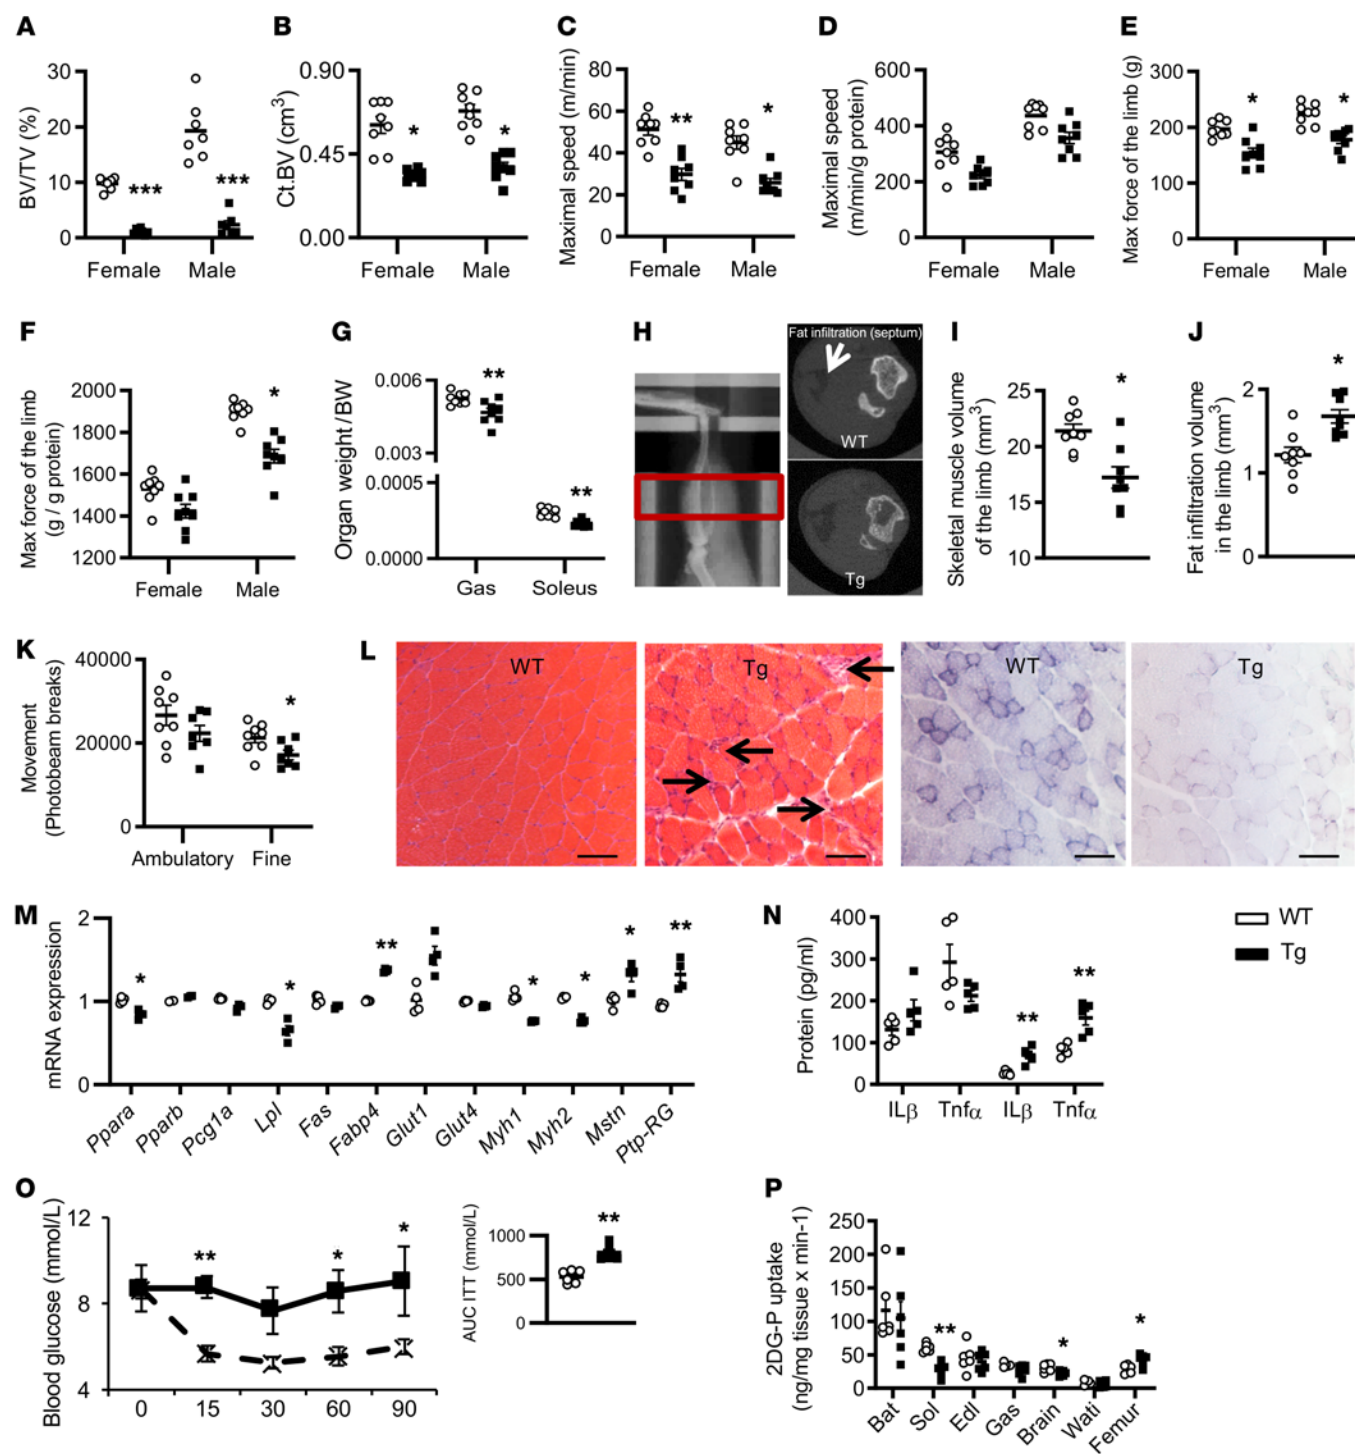 A
BV/TV (%)
30
20
10
0
***
***
Female
Male
B
Ct.BV (cm³)
0.90
0.45
0.00
*
*
Female
Male
C
Maximal speed (m/min)
80
60
40
20
0
**
*
Female
Male
D
Maximal speed
(m/min/g protein)
600
400
200
0
Female
Male
E
Max force of the limb (g)
300
200
100
0
*
*
Female
Male
F
Max force of the limb
(g / g protein)
2000
1800
1600
1400
1200
*
Female
Male
G
Organ weight/BW
0.006
0.003
0.0005
0.0000
**
**
Gas
Soleus
H
Fat infiltration (septum)
WT
Tg
I
Skeletal muscle volume
of the limb (mm³)
25
20
15
10
*
J
Fat infiltration volume
in the limb (mm³)
2
1
0
*
K
Movement
(Photobeam breaks)
40000
20000
0
*
Ambulatory
Fine
L
WT
Tg
WT
Tg
M
mRNA expression
2
1
0
*
*
**
*
*
*
**
Ppara
Pparb
Pcg1a
Lpl
Fas
Fabp4
Glut1
Glut4
Myh1
Myh2
Mstn
Ptp-RG
N
Protein (pg/ml)
400
300
200
100
0
**
**
ILβ
Tnfα
ILβ
Tnfα
WT
Tg
O
Blood glucose (mmol/L)
12
8
4
**
*
*
0
15
30
60
90
AUC ITT (mmol/L)
1000
500
0
**
P
2DG-P uptake
(ng/mg tissue x min-1)
250
200
150
100
50
0
**
*
*
Bat
Sol
Edl
Gas
Brain
Wati
Femur